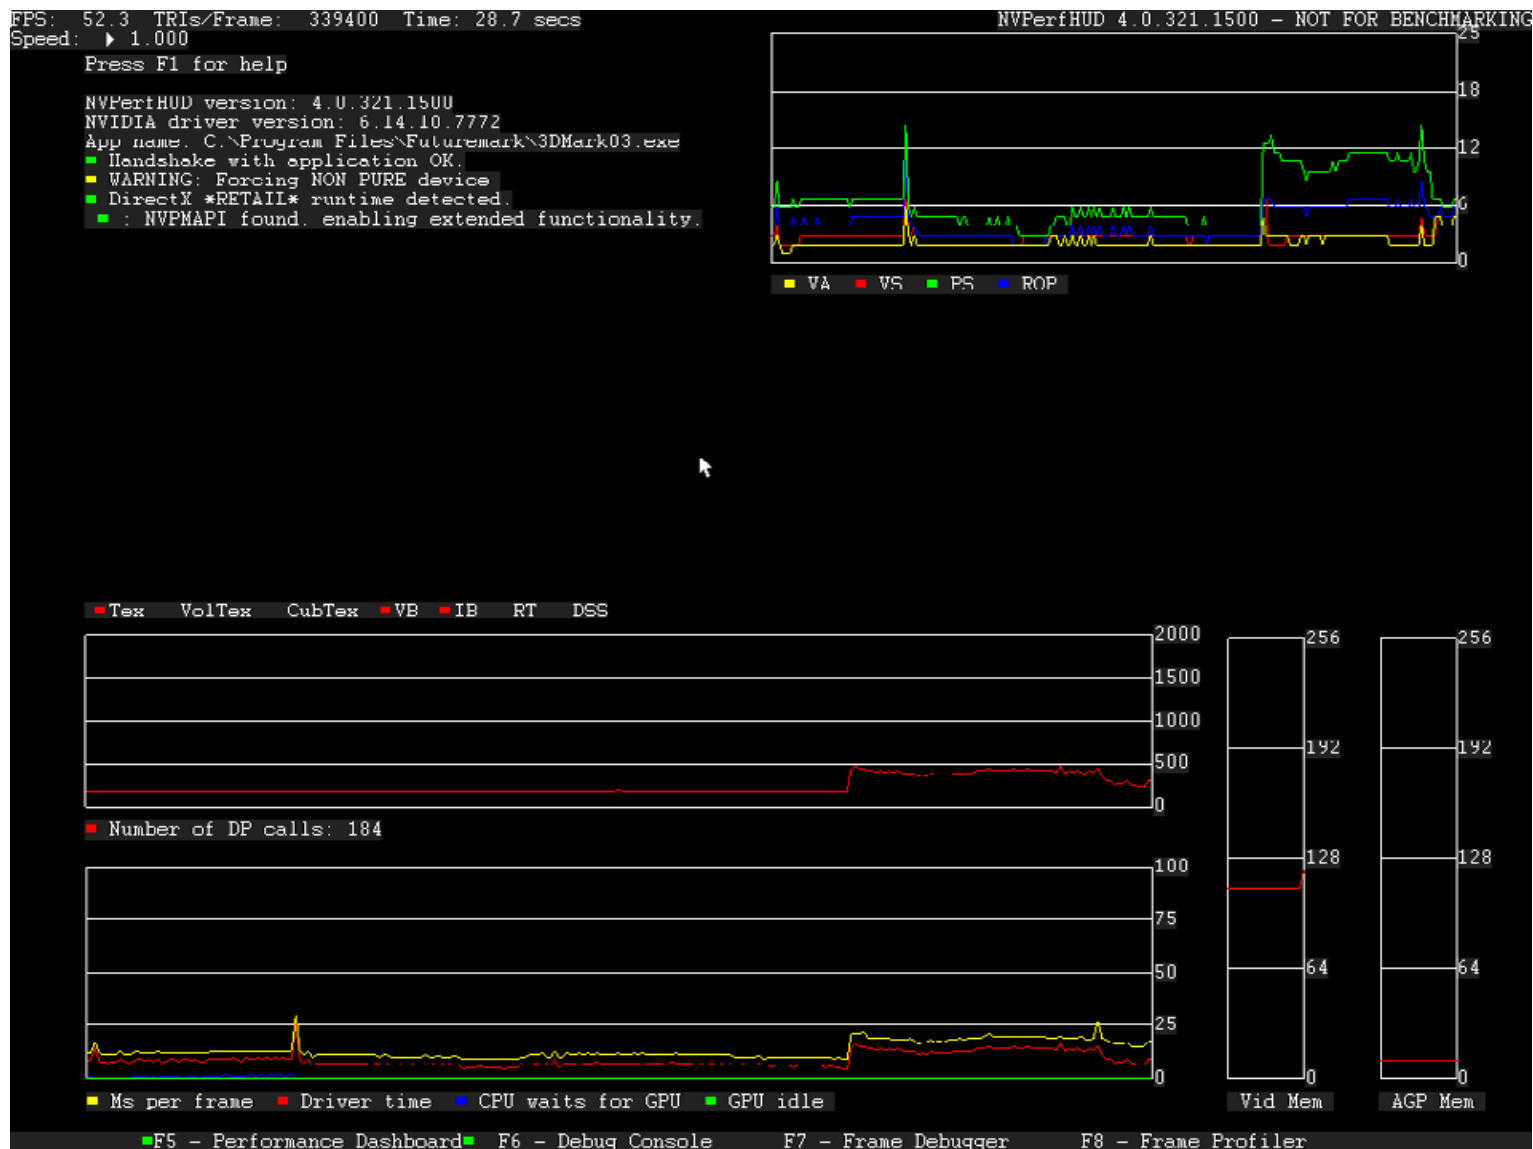 FPS: 52.3 TRIs/Frame: 339400 Time: 28.7 secs
NVPerfHUD 4.0.321.1500 – NOT FOR BENCHMARKING
Speed: 1.000
Press F1 for help
NVPerfHUD version: 4.0.321.1500
NVIDIA driver version: 6.14.10.7772
App name: C:\Program Files\Futuremark\3DMark03.exe
Handshake with application OK.
WARNING: Forcing NON PURE device
DirectX *RETAIL* runtime detected.
: NVPMAPI found. enabling extended functionality.
25
18
12
6
0
VA VS PS ROP
Tex VolTex CubTex VB IB RT DSS
2000
1500
1000
500
0
Number of DP calls: 184
100
75
50
25
0
Ms per frame Driver time CPU waits for GPU GPU idle
256
192
128
64
0
Vid Mem
256
192
128
64
0
AGP Mem
F5 – Performance Dashboard F6 – Debug Console F7 – Frame Debugger F8 – Frame Profiler